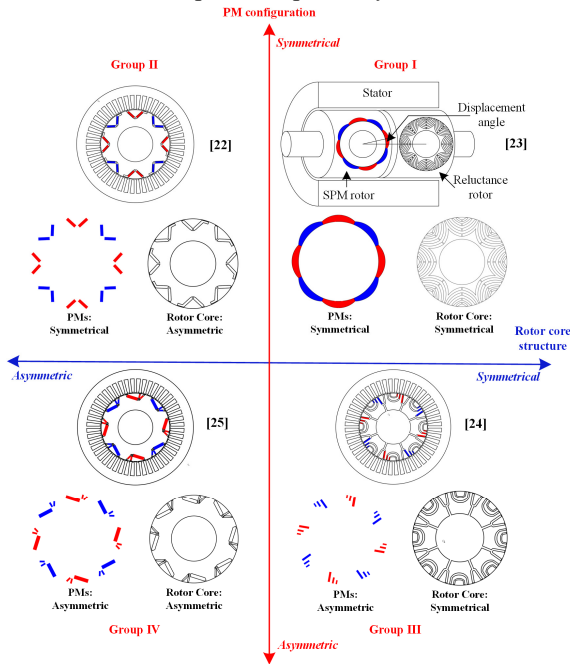 PM configuration
Symmetrical
Group II
Group I
Stator
Displacement
angle
[22]
[23]
SPM rotor
Reluctance
rotor
PMs:
Symmetrical
Rotor Core:
Asymmetric
PMs:
Symmetrical
Rotor Core:
Symmetrical
Rotor core
structure
Asymmetric
Symmetrical
[25]
[24]
PMs:
Asymmetric
Rotor Core:
Asymmetric
PMs:
Asymmetric
Rotor Core:
Symmetrical
Group IV
Group III
Asymmetric